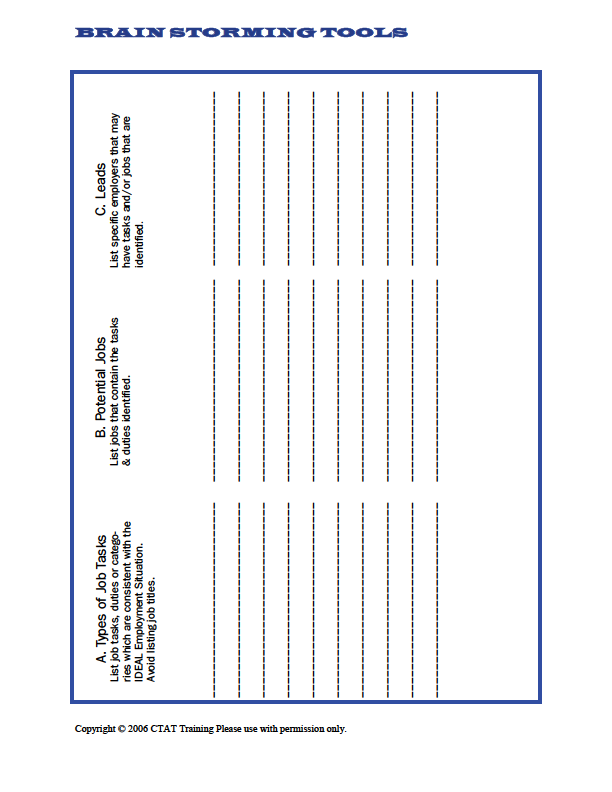 BRAIN STORMING TOOLS
A. Types of Job Tasks
List job tasks, duties or catego-
ries which are consistent with the
IDEAL Employment Situation.
Avoid listing job titles.
B. Potential Jobs
List jobs that contain the tasks
& duties identified.
C. Leads
List specific employers that may
have tasks and/or jobs that are
identified.
Copyright © 2006 CTAT Training Please use with permission only.